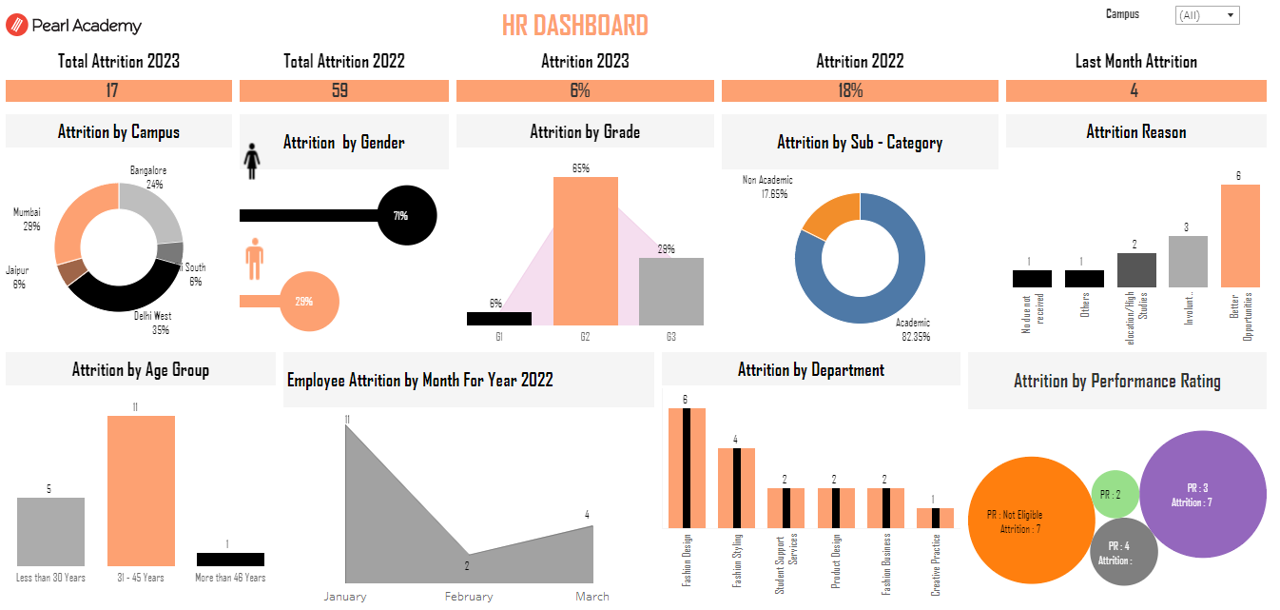 Pearl Academy
HR DASHBOARD
Campus
(All)
Total Attrition 2023
17
Total Attrition 2022
59
Attrition 2023
6%
Attrition 2022
18%
Last Month Attrition
4
Attrition by Campus
Bangalore
24%
Mumbai
29%
Jaipur
6%
i South
6%
Delhi West
35%
Attrition by Gender
71%
29%
Attrition by Grade
6%
65%
29%
G1
G2
G3
Attrition by Sub - Category
Non Academic
17.65%
Academic
82.35%
Attrition Reason
1
1
2
3
6
No due not
received
Others
elocation/High
Studies
Involunt..
Better
Opportunities
Attrition by Age Group
5
11
1
Less than 30 Years
31 - 45 Years
More than 46 Years
Employee Attrition by Month For Year 2022
11
2
4
January
February
March
Attrition by Department
6
4
2
2
2
1
Fashion Design
Fashion Styling
Student Support
Services
Product Design
Fashion Business
Creative Practice
Attrition by Performance Rating
PR : Not Eligible
Attrition : 7
PR : 2
PR : 3
Attrition : 7
PR : 4
Attrition :